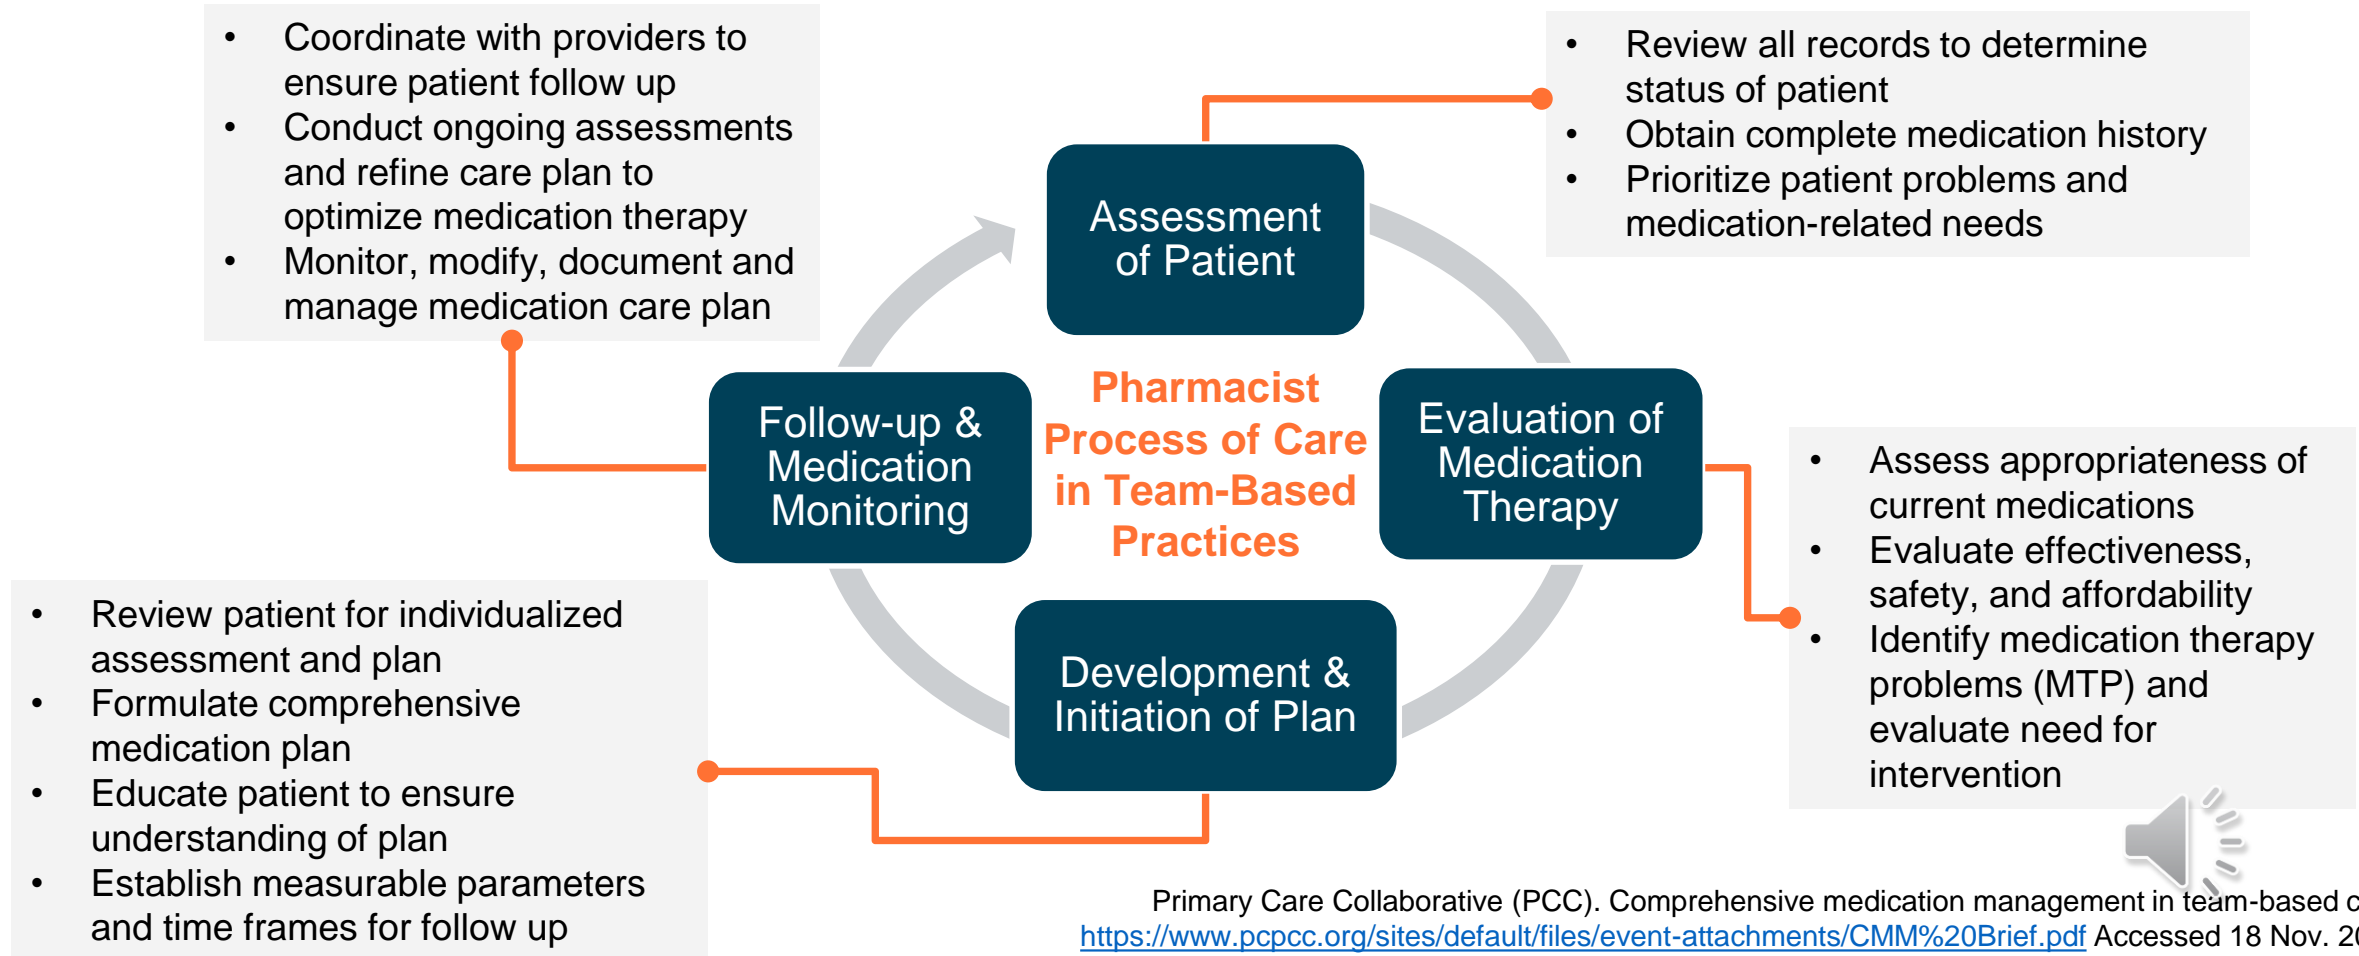 • Coordinate with providers to
ensure patient follow up
• Conduct ongoing assessments
and refine care plan to
optimize medication therapy
• Monitor, modify, document and
manage medication care plan
• Review all records to determine
status of patient
• Obtain complete medication history
• Prioritize patient problems and
medication-related needs
Assessment
of Patient
Pharmacist
Process of Care
in Team-Based
Practices
Follow-up &
Medication
Monitoring
Evaluation of
Medication
Therapy
• Assess appropriateness of
current medications
• Evaluate effectiveness,
safety, and affordability
• Identify medication therapy
problems (MTP) and
evaluate need for
intervention
Development &
Initiation of Plan
• Review patient for individualized
assessment and plan
• Formulate comprehensive
medication plan
• Educate patient to ensure
understanding of plan
• Establish measurable parameters
and time frames for follow up
Primary Care Collaborative (PCC). Comprehensive medication management in team-based c
https://www.pcpcc.org/sites/default/files/event-attachments/CMM%20Brief.pdf Accessed 18 Nov.